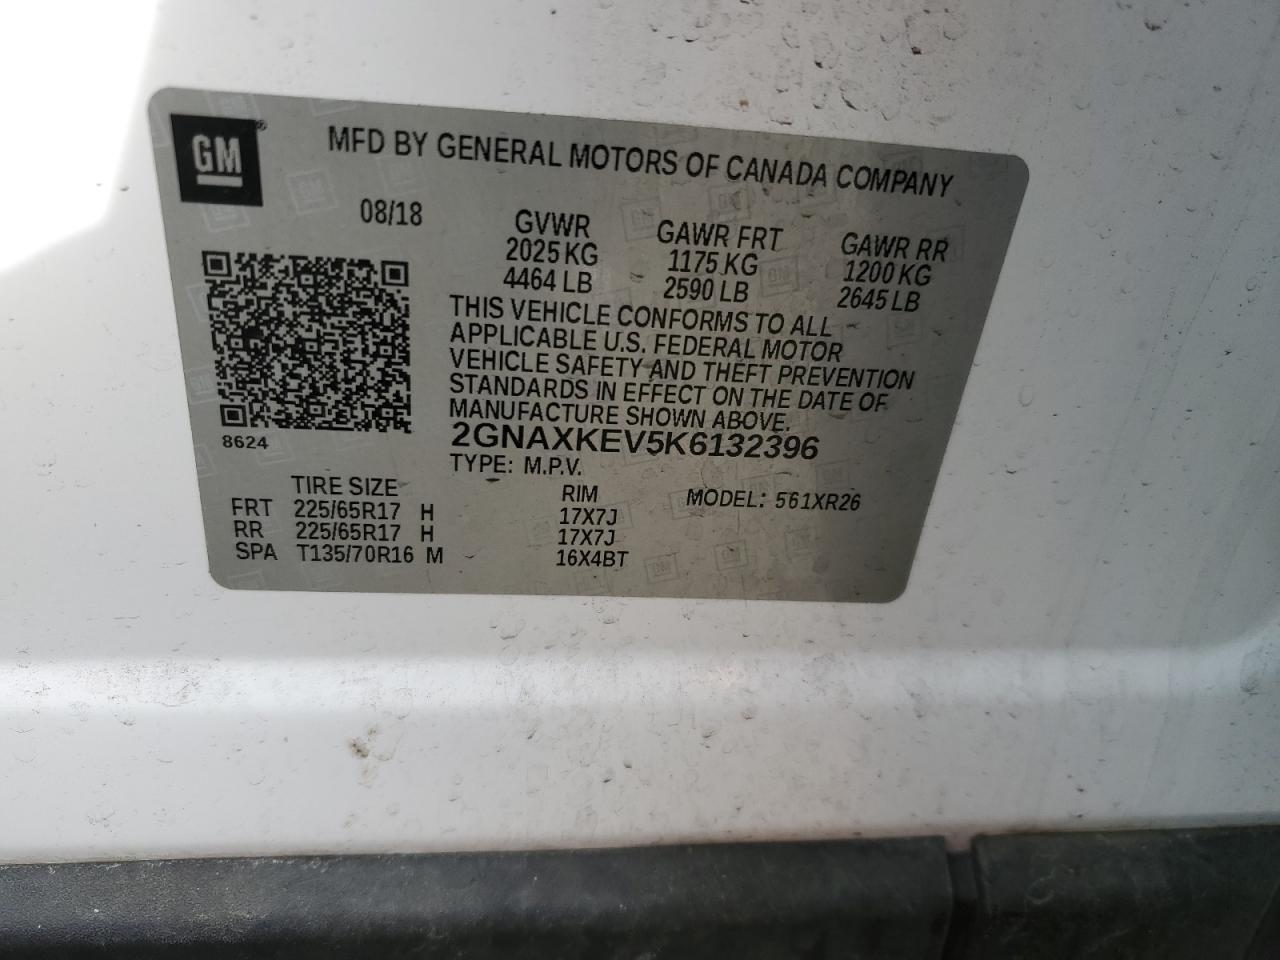 GM®
MFD BY GENERAL MOTORS OF CANADA COMPANY
08/18
GVWR GAWR FRT GAWR RR
2025 KG 1175 KG 1200 KG
4464 LB 2590 LB 2645 LB
THIS VEHICLE CONFORMS TO ALL
APPLICABLE U.S. FEDERAL MOTOR
VEHICLE SAFETY AND THEFT PREVENTION
STANDARDS IN EFFECT ON THE DATE OF
MANUFACTURE SHOWN ABOVE.
8624
2GNAXKEV5K6132396
TYPE: M.P.V.
TIRE SIZE RIM MODEL: 561XR26
FRT 225/65R17 H 17X7J
RR 225/65R17 H 17X7J
SPA T135/70R16 M 16X4BT